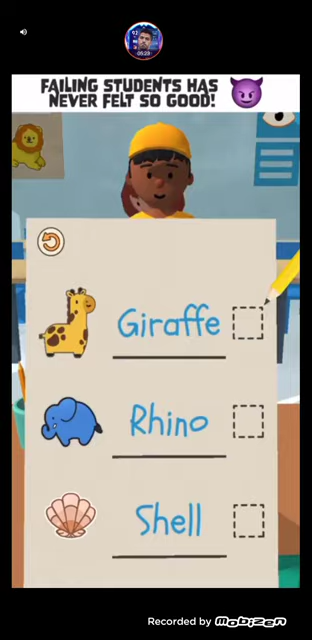 FAILING STUDENTS HAS
NEVER FELT SO GOOD!
Giraffe
Rhino
Shell
Recorded by Mobizen